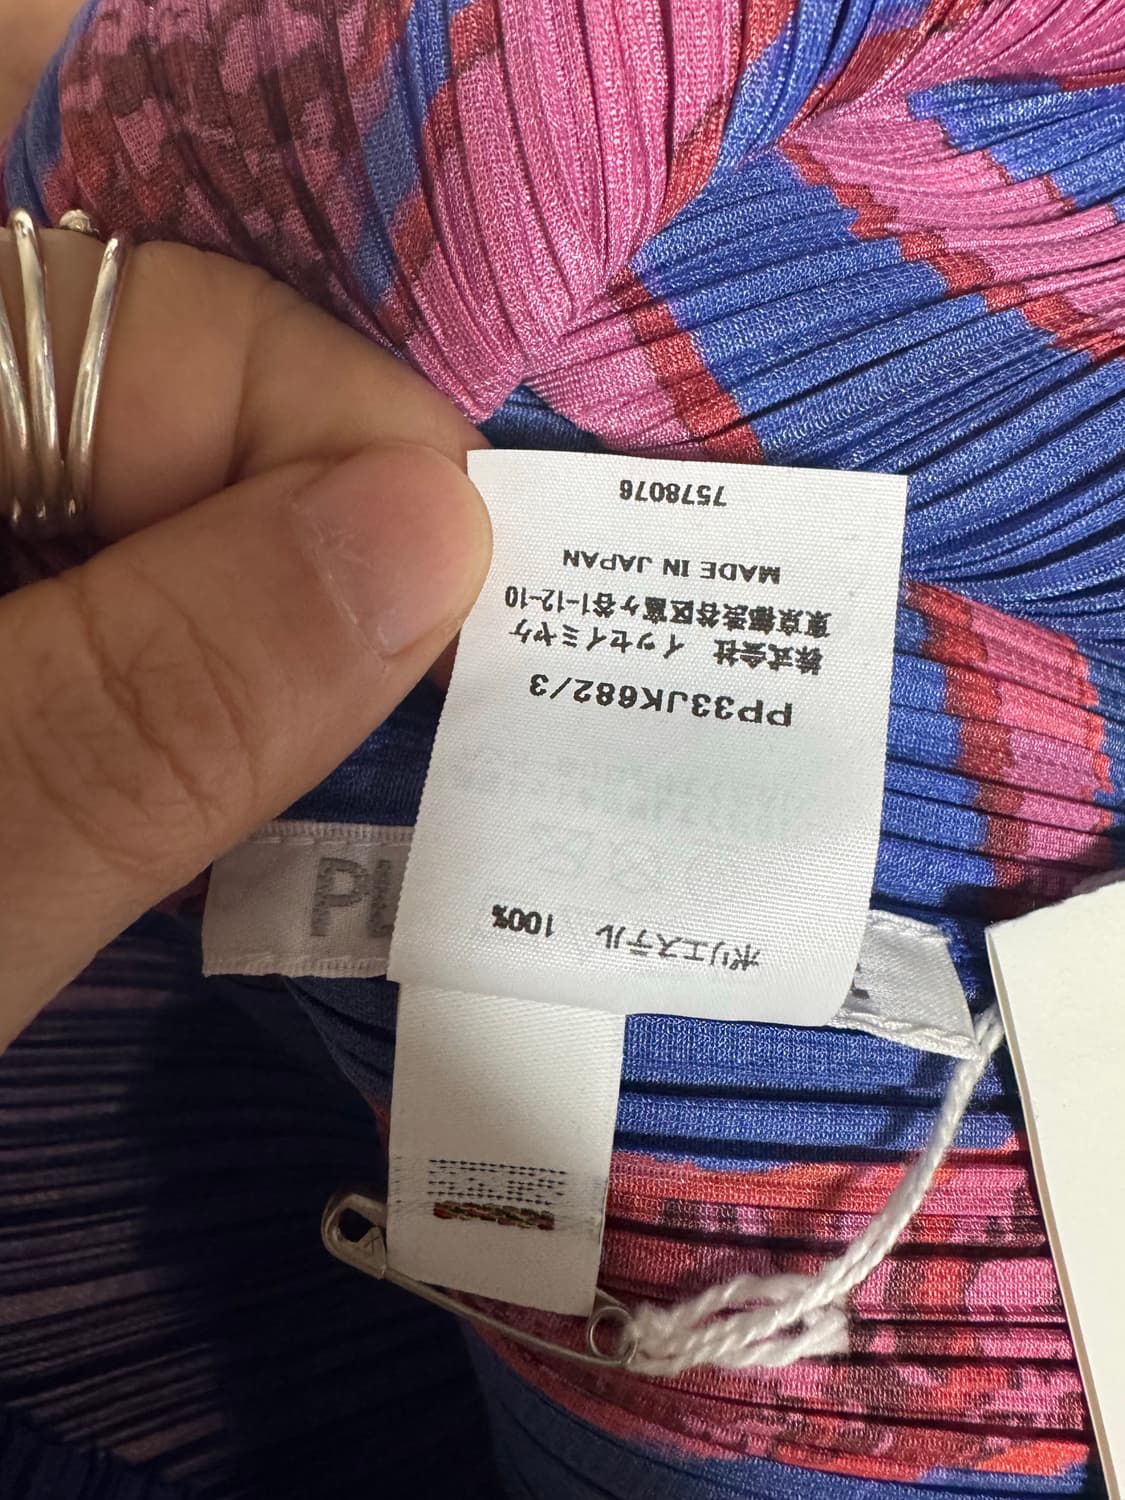 ポリエステル 100%
PP33JK682/3
株式会社 イッセイミヤケ
東京都渋谷区富ヶ谷1-12-10
MADE IN JAPAN
7578076
PL